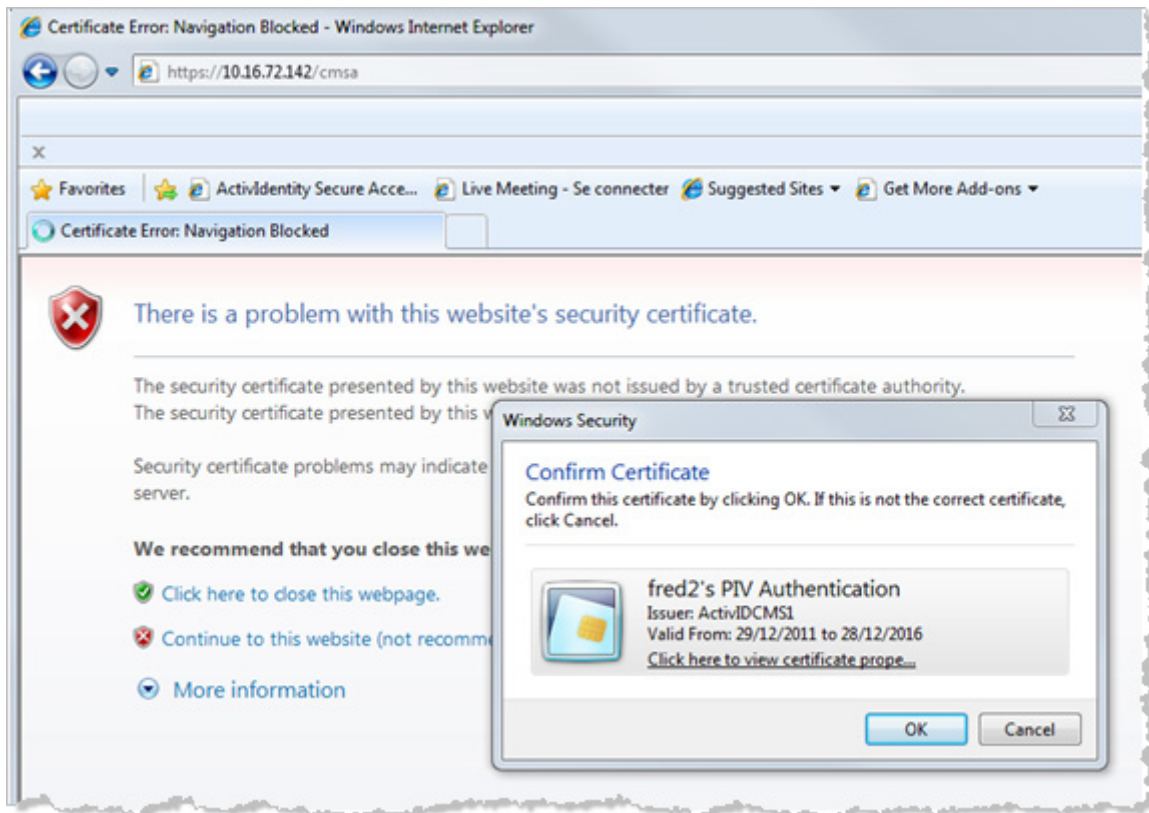 Certificate Error: Navigation Blocked - Windows Internet Explorer
https://10.16.72.142/cmsa
x
Favorites ActivIdentity Secure Acce... Live Meeting - Se connecter Suggested Sites Get More Add-ons
Certificate Error: Navigation Blocked
There is a problem with this website's security certificate.
The security certificate presented by this website was not issued by a trusted certificate authority.
The security certificate presented by this w
Security certificate problems may indicate
server.
We recommend that you close this we
Click here to close this webpage.
Continue to this website (not recomme
More information
Windows Security
Confirm Certificate
Confirm this certificate by clicking OK. If this is not the correct certificate,
click Cancel.
fred2's PIV Authentication
Issuer: ActivIDCMS1
Valid From: 29/12/2011 to 28/12/2016
Click here to view certificate prope...
OK Cancel